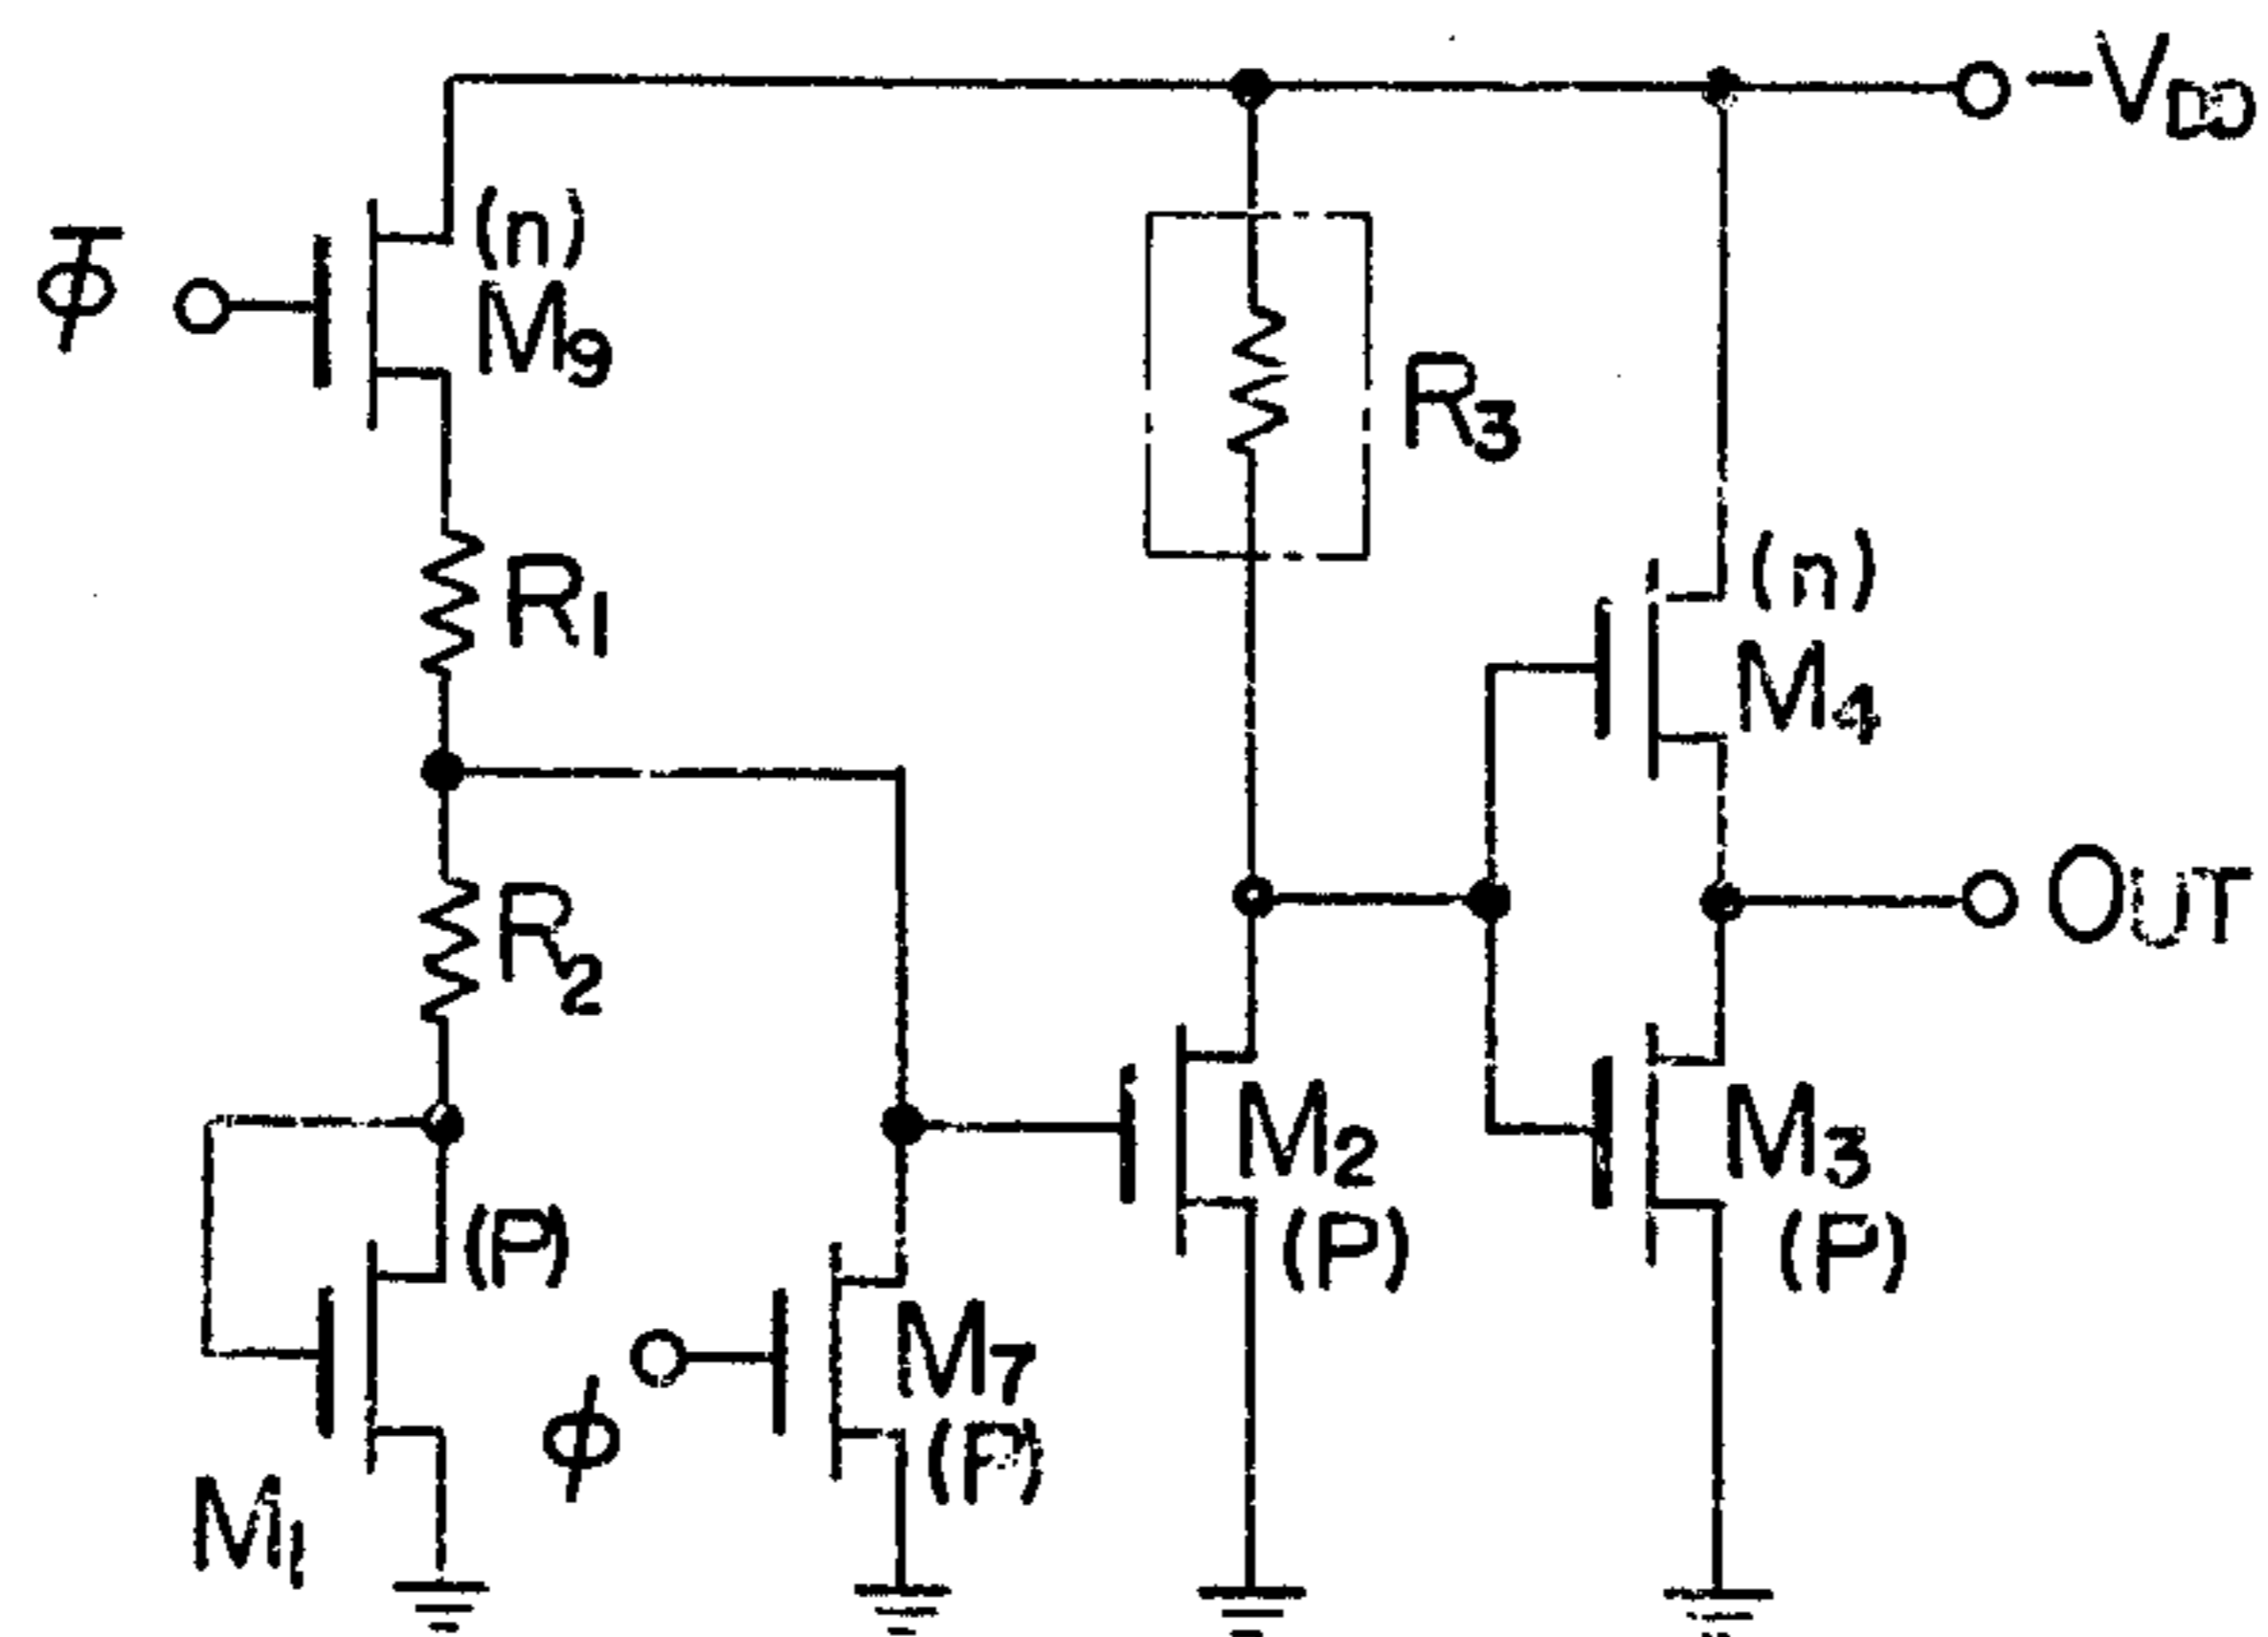 −VDD
ϕ̅
(n)
M9
R3
R1
(n)
M4
R2
OUT
M2
(P)
M3
(P)
(P)
M1
ϕ
M7
(P)